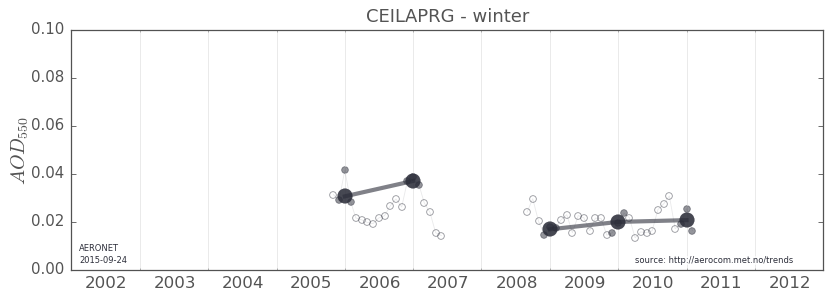 CEILAPRG - winter
0.10
0.08
0.06
0.04
0.02
0.00
AOD550
AERONET
2015-09-24
source: http://aerocom.met.no/trends
2002 2003 2004 2005 2006 2007 2008 2009 2010 2011 2012